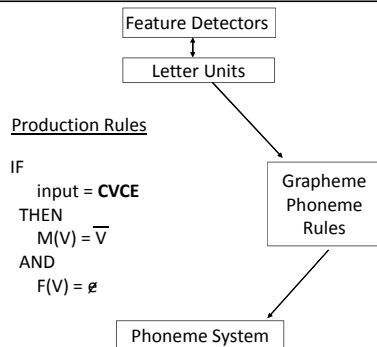 Feature Detectors
Letter Units
Production Rules
IF
input = CVCE
THEN
M(V) = V̅
AND
F(V) = e̸
Grapheme
Phoneme
Rules
Phoneme System